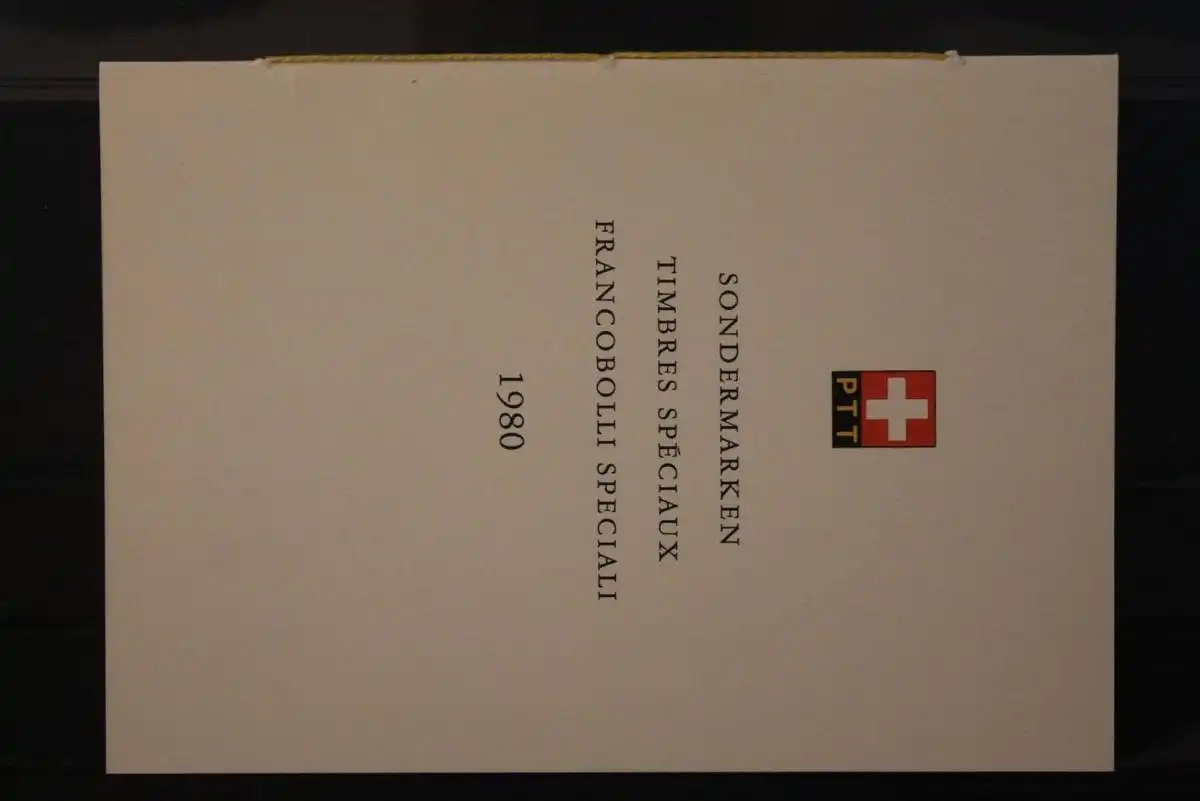 PTT
SONDERMARKEN
TIMBRES SPÉCIAUX
FRANCOBOLLI SPECIALI
1980